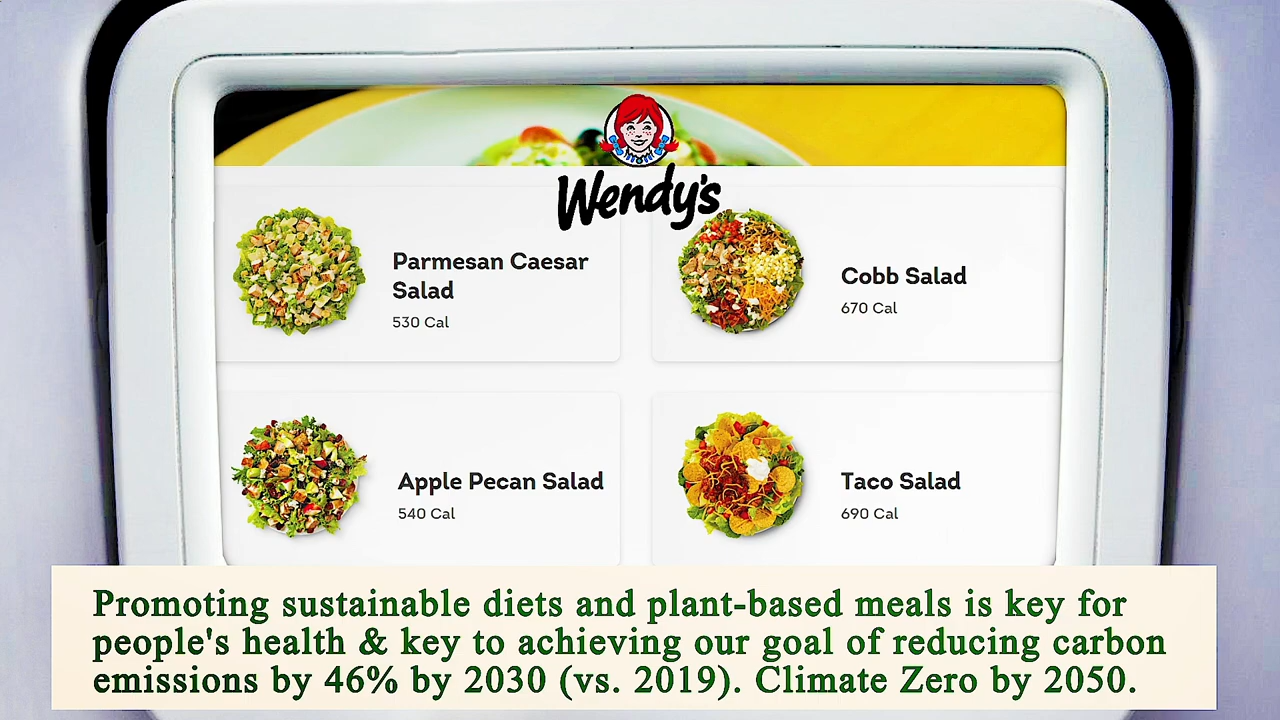 Wendy's
Parmesan Caesar
Salad
530 Cal
Cobb Salad
670 Cal
Apple Pecan Salad
540 Cal
Taco Salad
690 Cal
Promoting sustainable diets and plant-based meals is key for
people's health & key to achieving our goal of reducing carbon
emissions by 46% by 2030 (vs. 2019). Climate Zero by 2050.